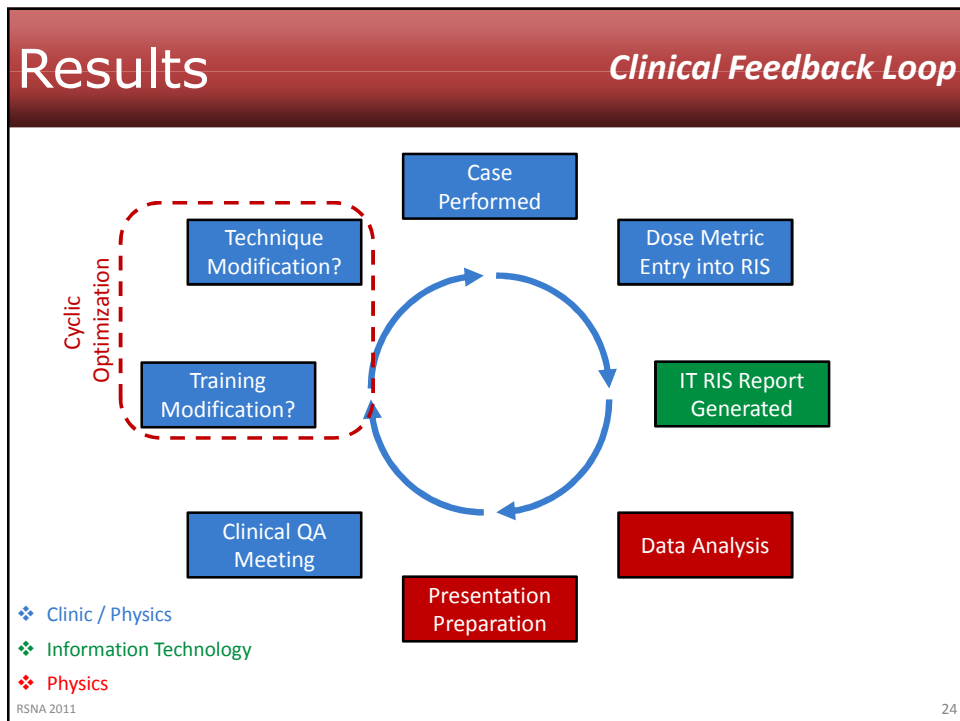 Results
Clinical Feedback Loop
Case
Performed
Dose Metric
Entry into RIS
IT RIS Report
Generated
Data Analysis
Presentation
Preparation
Clinical QA
Meeting
Training
Modification?
Technique
Modification?
Cyclic
Optimization
❖ Clinic / Physics
❖ Information Technology
❖ Physics
RSNA 2011
24